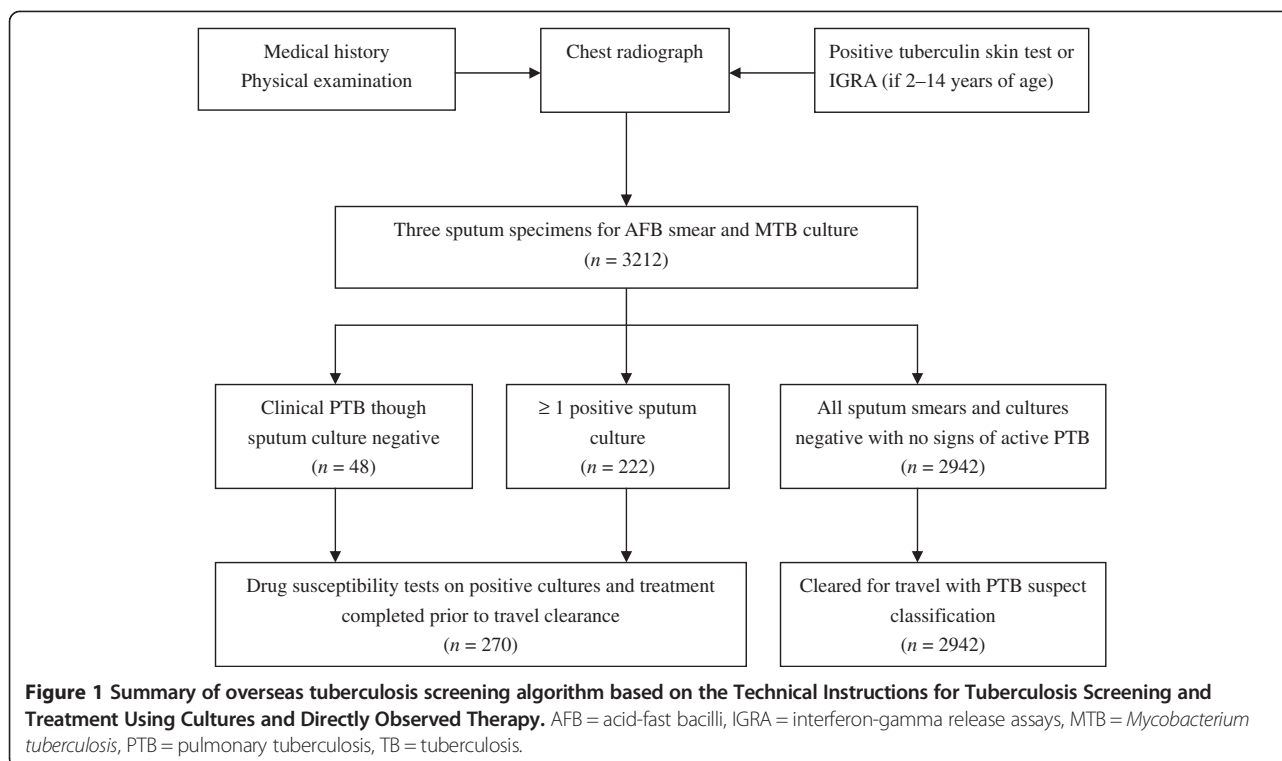 Medical history
Physical examination
Chest radiograph
Positive tuberculin skin test or
IGRA (if 2–14 years of age)
Three sputum specimens for AFB smear and MTB culture
(n = 3212)
Clinical PTB though
sputum culture negative
(n = 48)
≥ 1 positive sputum
culture
(n = 222)
All sputum smears and cultures
negative with no signs of active PTB
(n = 2942)
Drug susceptibility tests on positive cultures and treatment
completed prior to travel clearance
(n = 270)
Cleared for travel with PTB suspect
classification
(n = 2942)
Figure 1 Summary of overseas tuberculosis screening algorithm based on the Technical Instructions for Tuberculosis Screening and
Treatment Using Cultures and Directly Observed Therapy. AFB = acid-fast bacilli, IGRA = interferon-gamma release assays, MTB = Mycobacterium
tuberculosis, PTB = pulmonary tuberculosis, TB = tuberculosis.